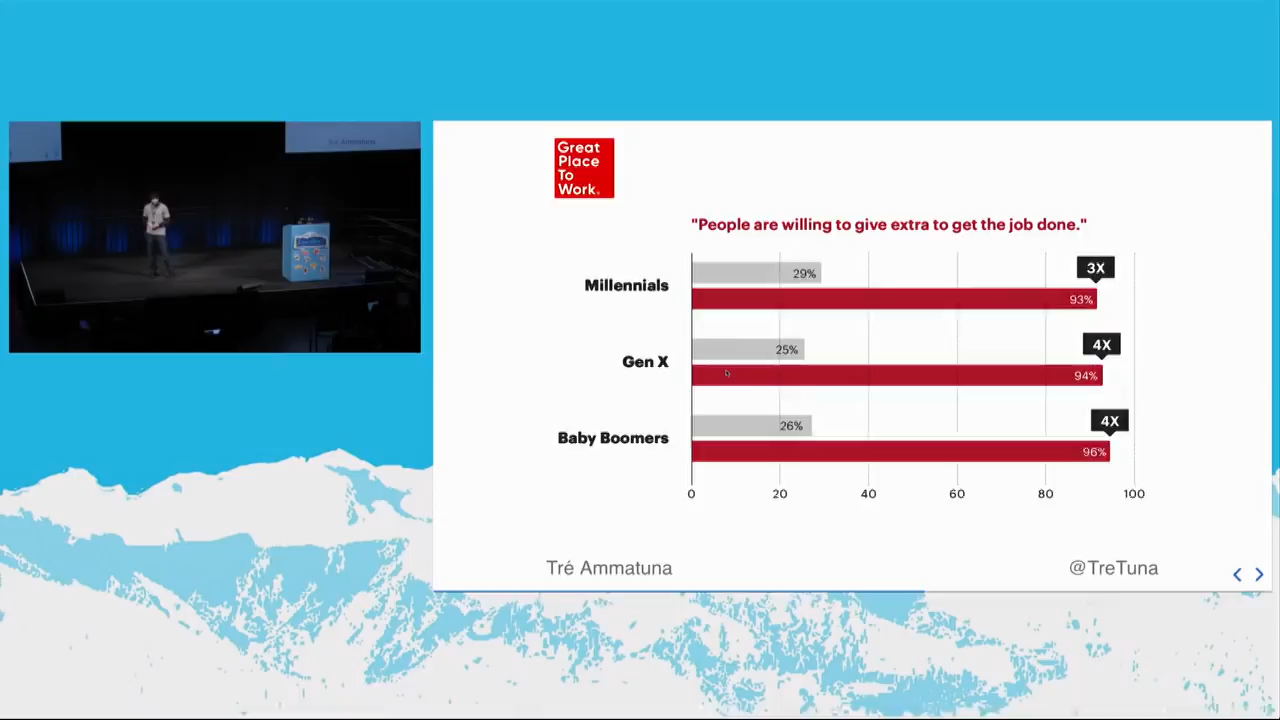 Great
Place
To
Work.
"People are willing to give extra to get the job done."
Millennials
29%
93%
3X
Gen X
25%
94%
4X
Baby Boomers
26%
96%
4X
0 20 40 60 80 100
Tré Ammatuna
@TreTuna